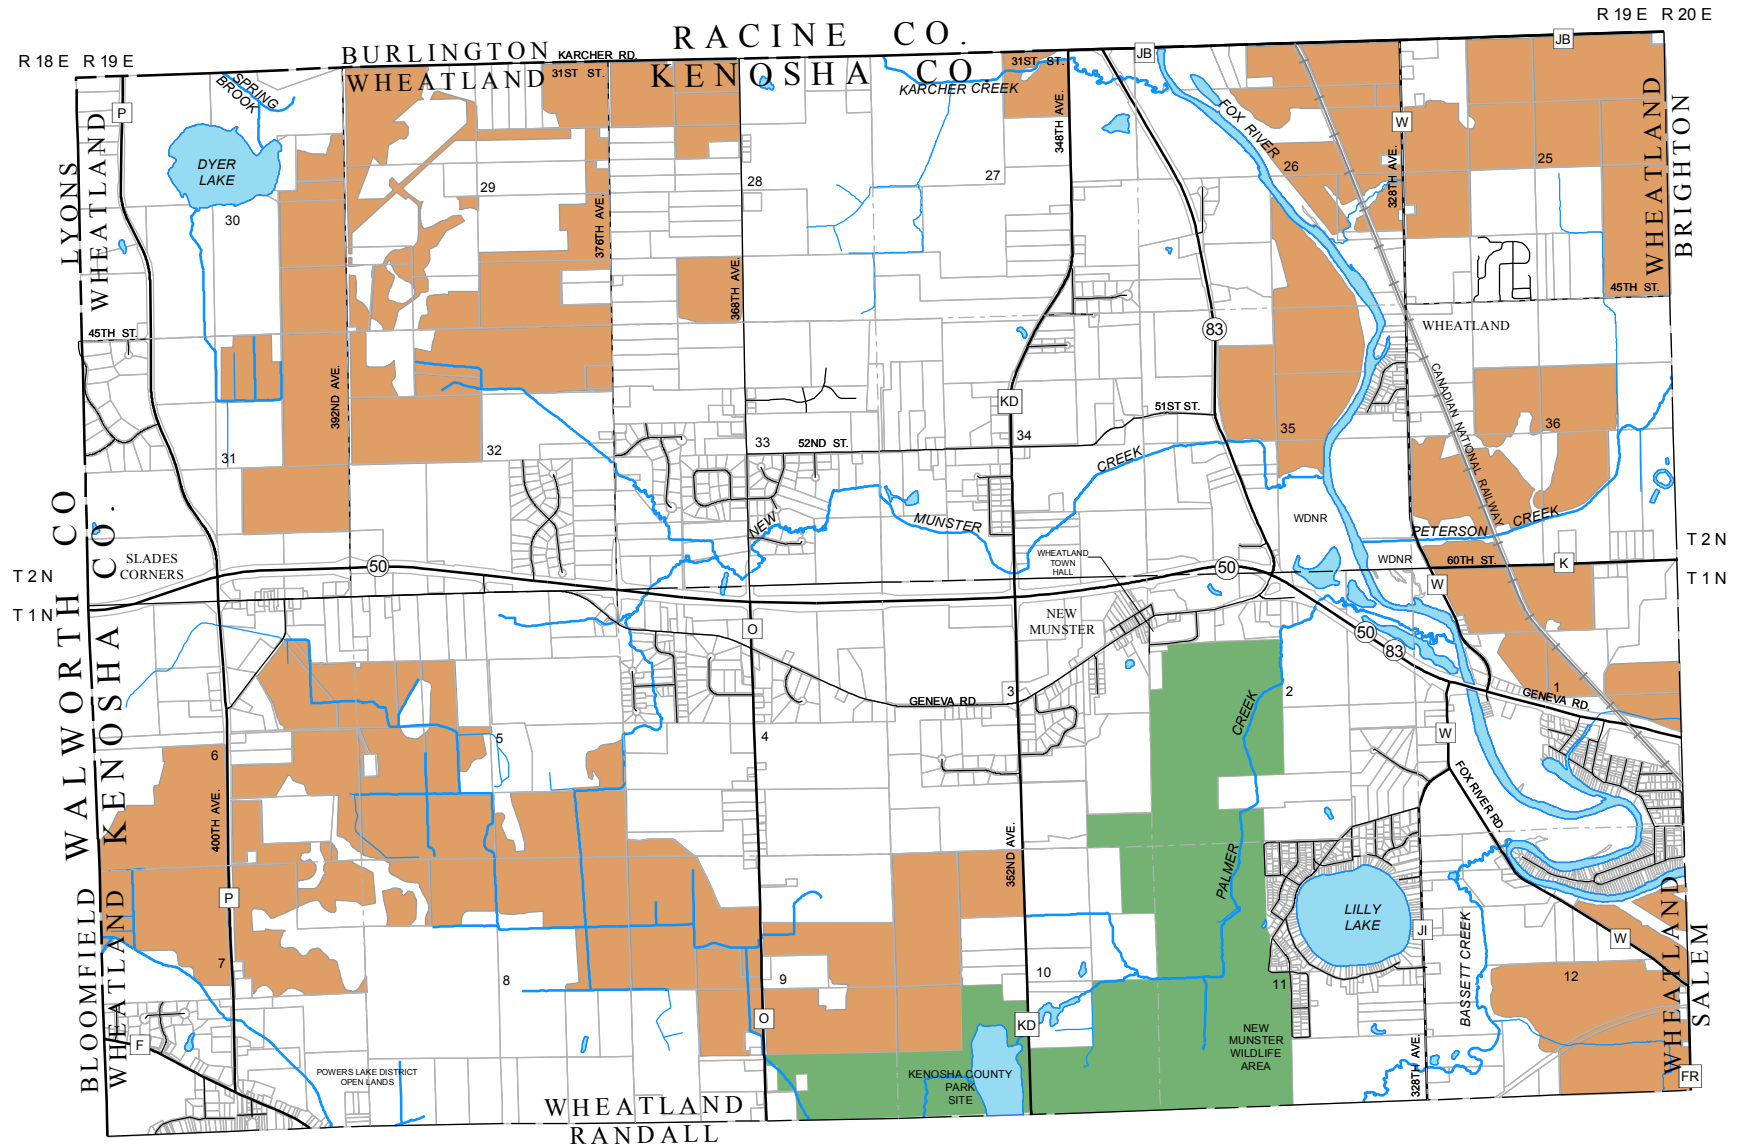 R 19 E R 20 E
RACINE CO.
R 18 E R 19 E
BURLINGTON
KARCHER RD.
JB
JB
WHEATLAND
31ST ST.
KENOSHA CO.
31ST ST.
KARCHER CREEK
SPRING
BROOK
P
348TH AVE.
FOX RIVER
W
WHEATLAND
BRIGHTON
LYONS
WHEATLAND
DYER
LAKE
29
28
27
26
25
328TH AVE.
30
376TH AVE.
368TH AVE.
45TH ST.
45TH ST.
83
WHEATLAND
392ND AVE.
CANADIAN NATIONAL RAILWAY
KD
51ST ST.
31
32
33
52ND ST.
34
35
36
CREEK
NEW
MUNSTER
WDNR
PETERSON
CREEK
WALWORTH CO
KENOSHA CO.
SLADES
CORNERS
WHEATLAND
TOWN
HALL
WDNR
60TH ST.
K
T 2 N
T 2 N
50
50
W
T 1 N
T 1 N
O
NEW
MUNSTER
50
83
GENEVA RD.
3
2
1
GENEVA RD.
CREEK
6
5
4
W
FOX RIVER RD.
400TH AVE.
352ND AVE.
PALMER
P
LILLY
LAKE
JI
BASSETT CREEK
W
BLOOMFIELD
WHEATLAND
WHEATLAND
SALEM
7
8
9
10
11
12
O
KD
F
NEW
MUNSTER
WILDLIFE
AREA
328TH AVE.
FR
POWERS LAKE DISTRICT
OPEN LANDS
KENOSHA COUNTY
PARK
SITE
WHEATLAND
RANDALL